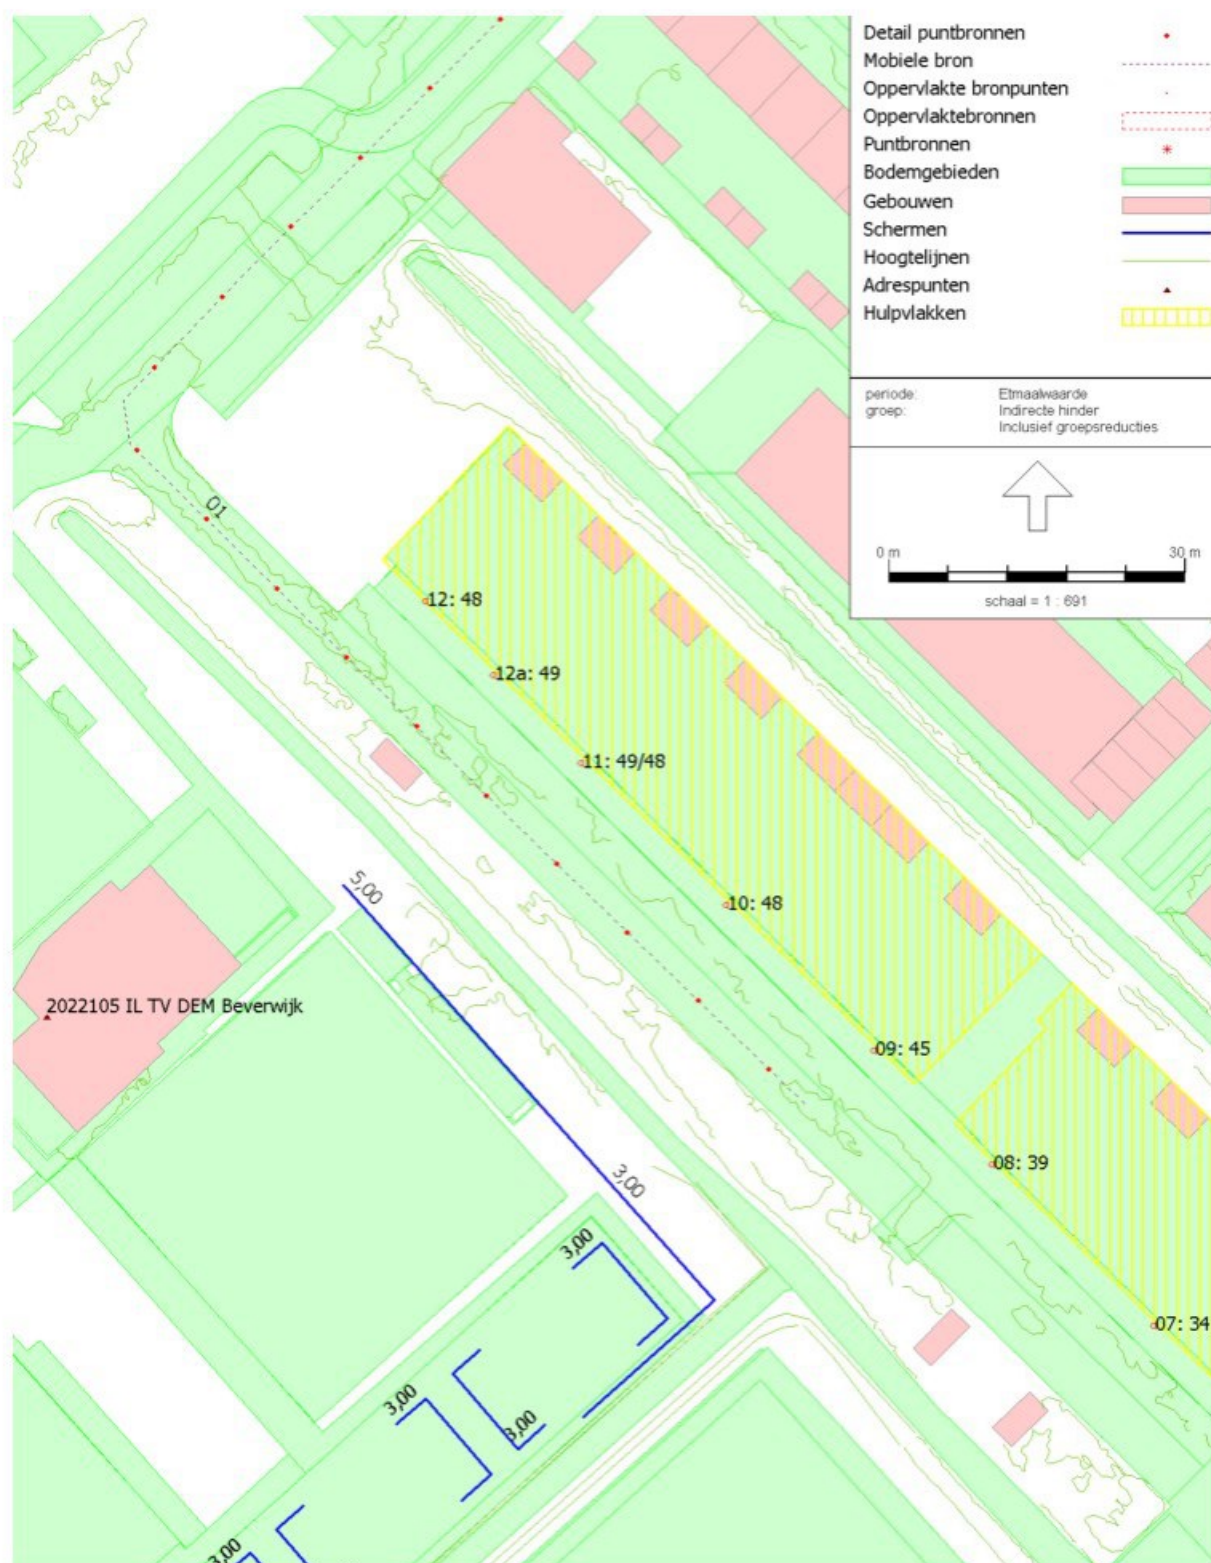 Detail puntbronnen
Mobiele bron
Oppervlakte bronpunten
Oppervlaktebronnen
Puntbronnen
Bodemgebieden
Gebouwen
Schermen
Hoogtelijnen
Adrespunten
Hulpvlakken
periode: Etmaalwaarde
groep: Indirecte hinder
Inclusief groepsreducties
0 m 30 m
schaal = 1 : 691
01
12: 48
12a: 49
11: 49/48
10: 48
5,00
2022105 IL TV DEM Beverwijk
09: 45
08: 39
3,00
3,00
07: 34
3,00
3,00
3,00